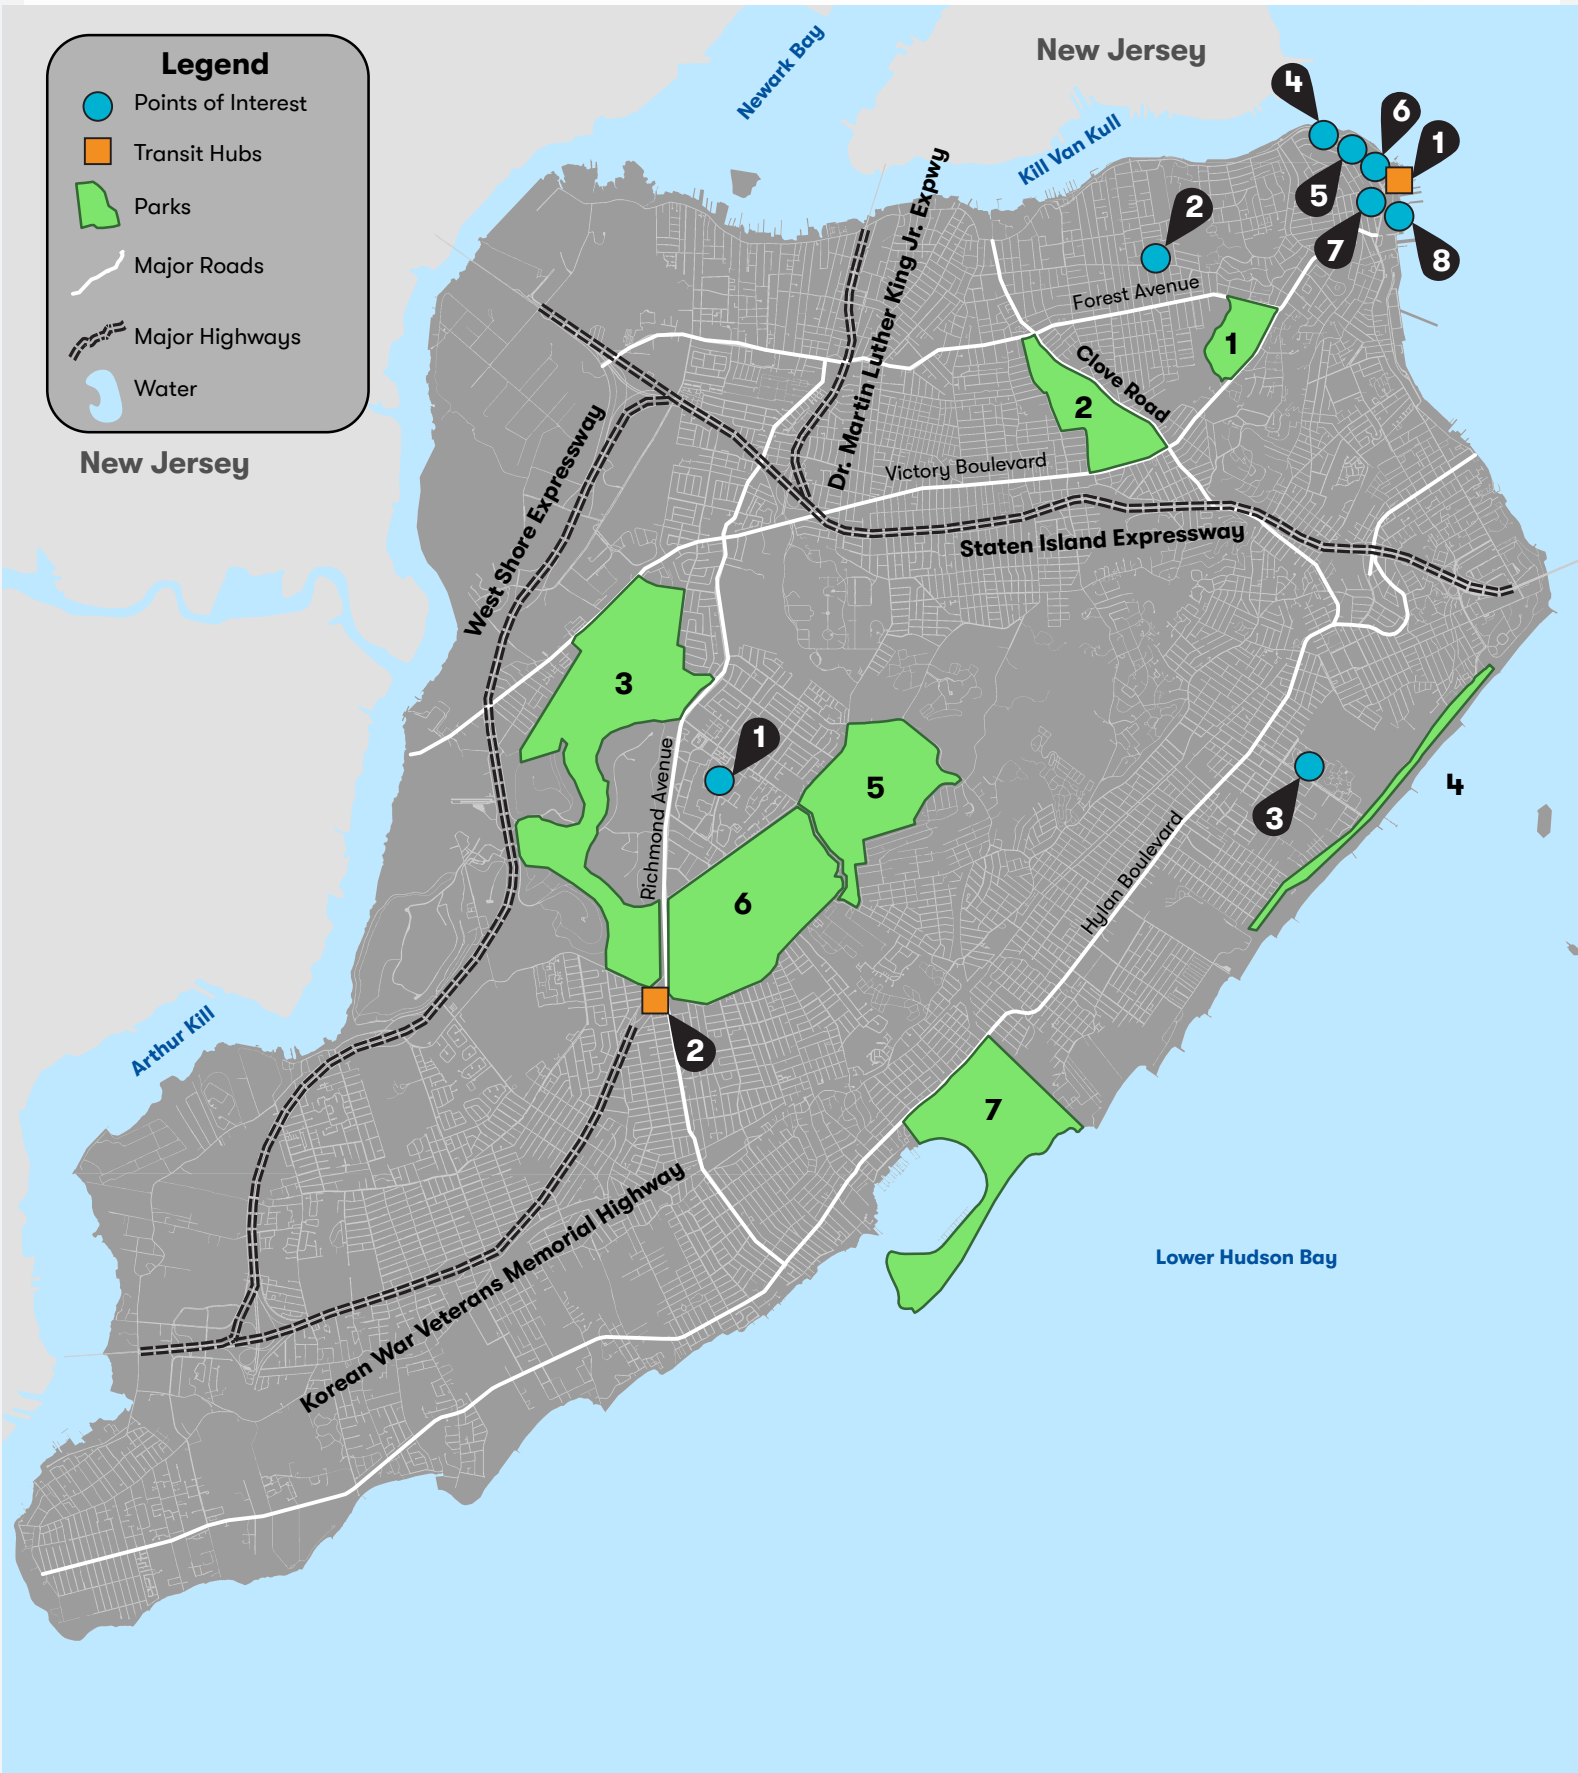 Legend
Points of Interest
Transit Hubs
Parks
Major Roads
Major Highways
Water
New Jersey
Newark Bay
New Jersey
Kill Van Kull
4
6
1
5
7
8
2
Dr. Martin Luther King Jr. Expwy
Forest Avenue
1
Clove Road
2
West Shore Expressway
New Jersey
Victory Boulevard
Staten Island Expressway
3
1
Richmond Avenue
5
3
4
6
Hylan Boulevard
Arthur Kill
2
7
Korean War Veterans Memorial Highway
Lower Hudson Bay